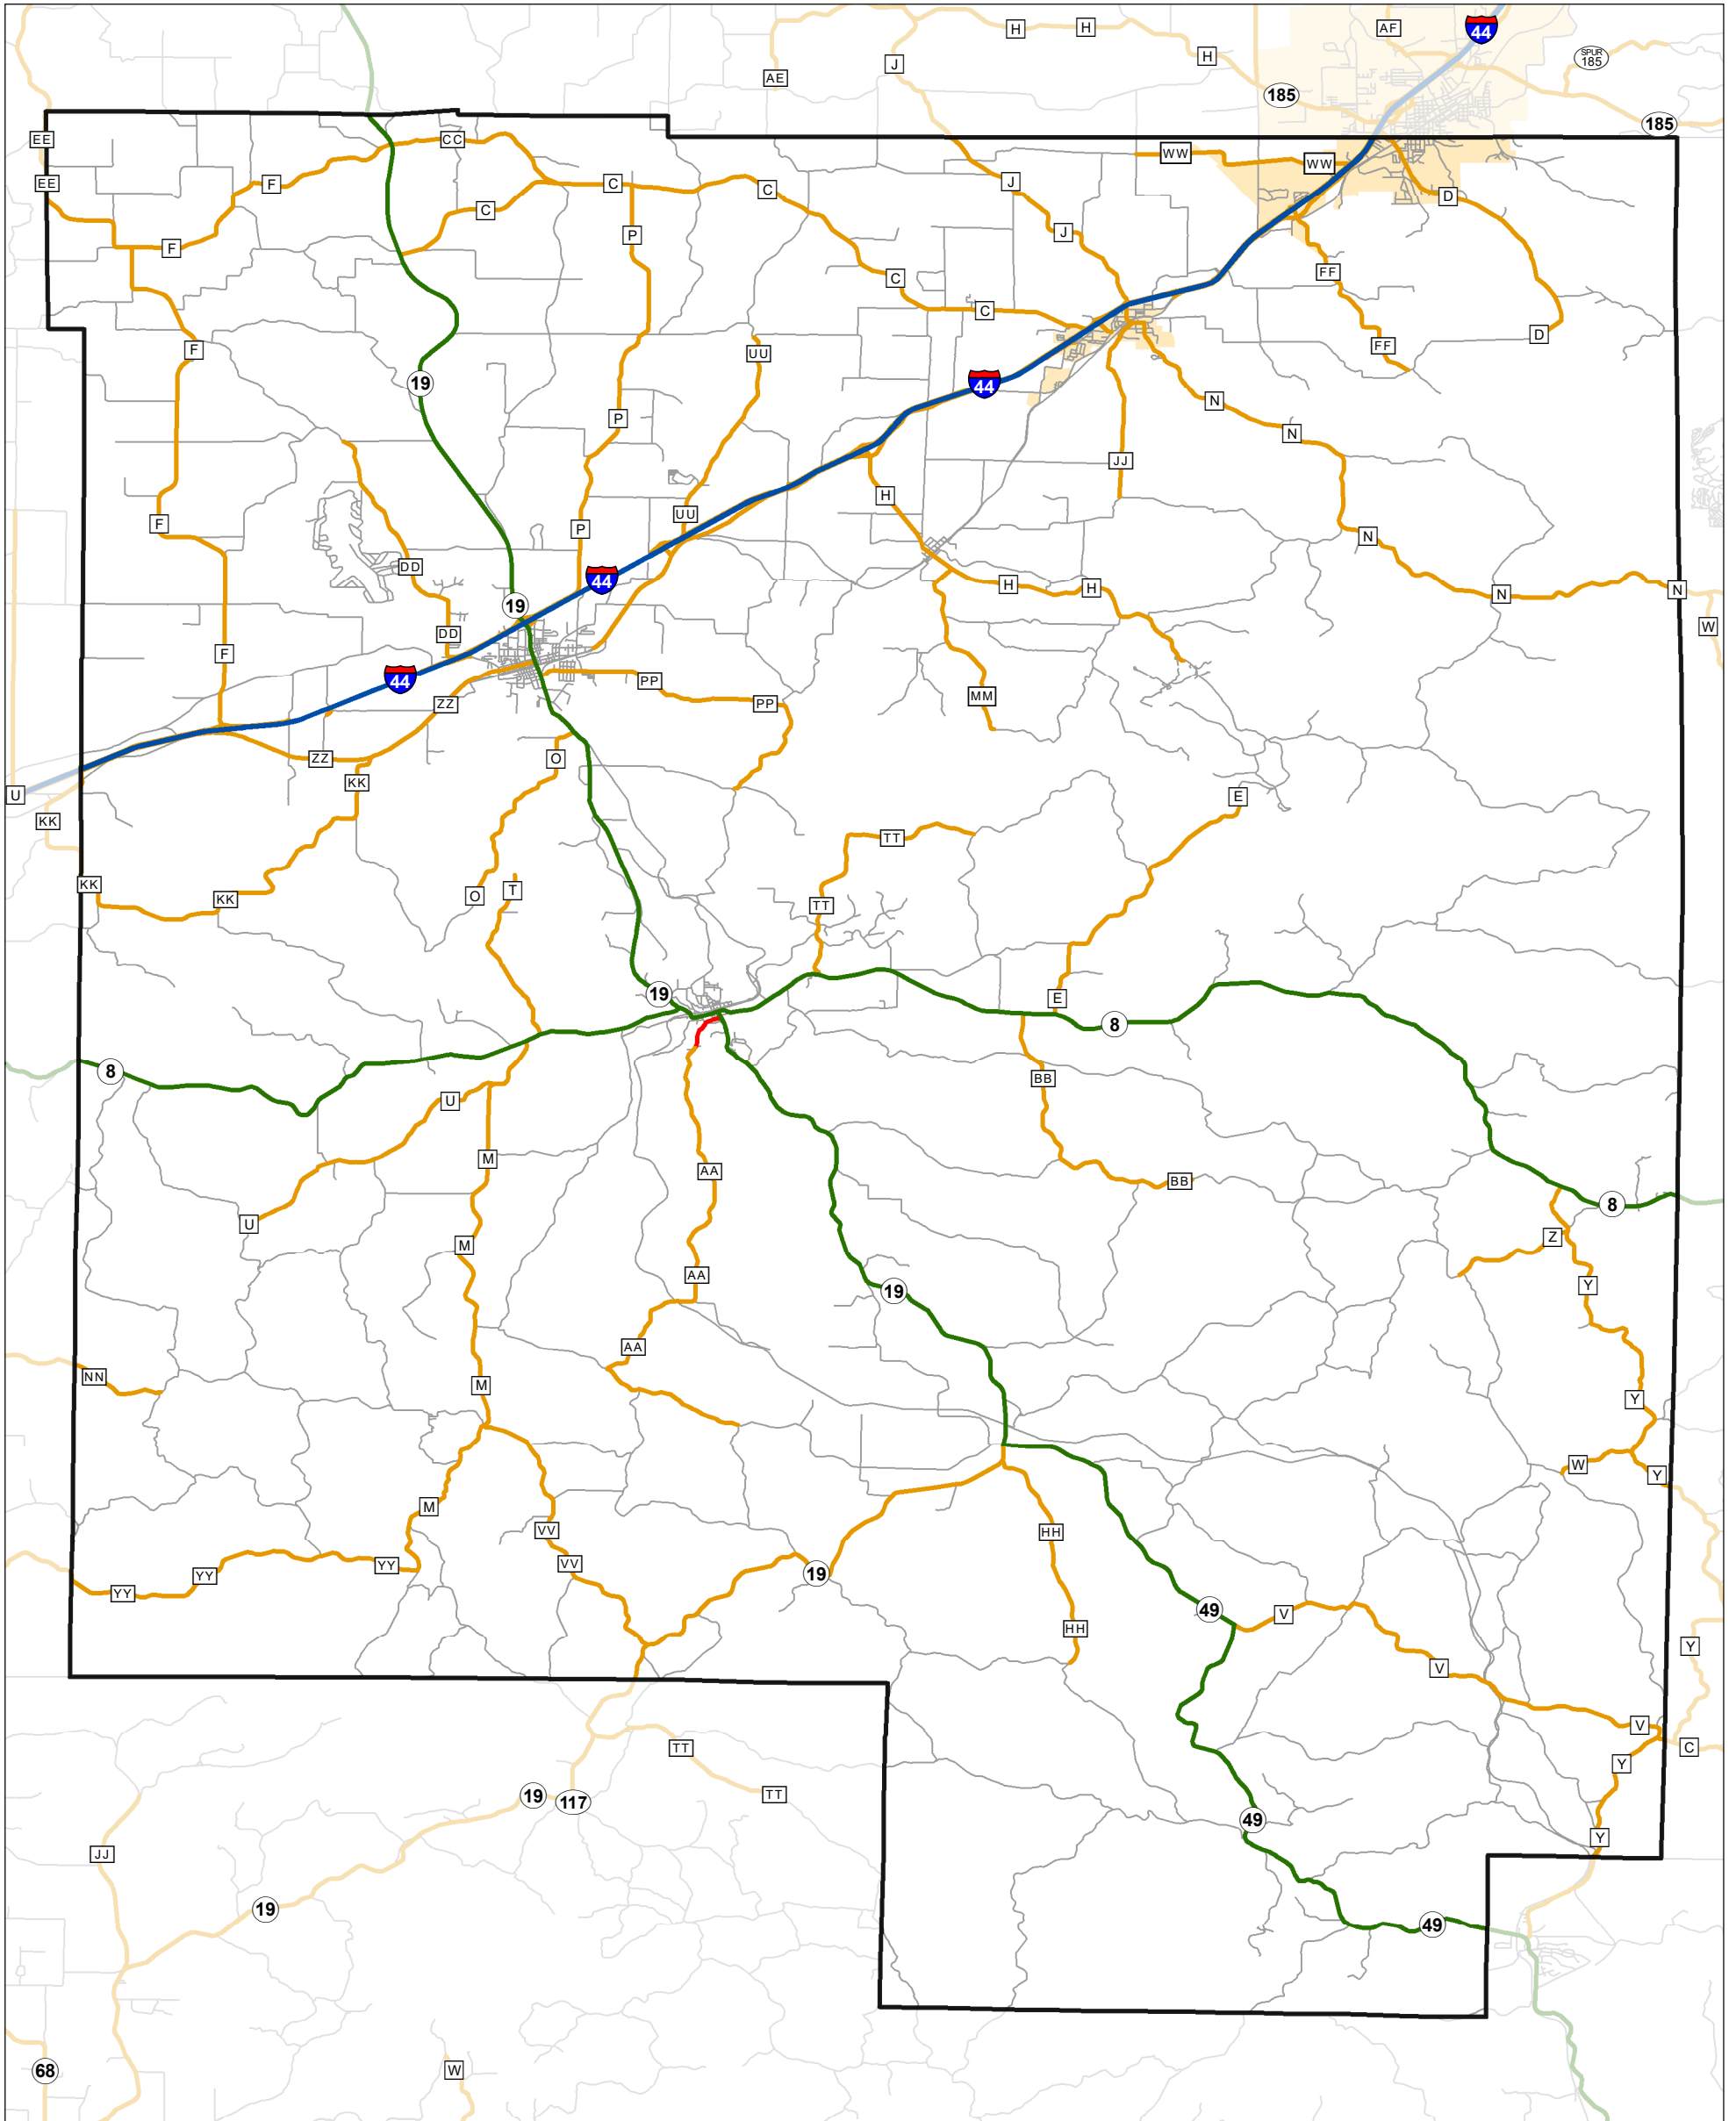 H H AF 44
J H SPUR 185
AE
185
185
EE CC WW WW
EE F C C J D
C
F P J
C FF
C
F UU D
FF
19 44
P N
N
JJ
H
F UU
P N
DD
44 H H N N
19
DD W
F
44 PP MM
ZZ PP
ZZ O
KK
U E
KK
TT
KK T
KK O TT
19 E
8
8 BB
U
M AA
BB
U 8
M Z
AA Y
19
AA
NN M Y
W Y
M
VV HH
YY YY VV 19
YY
49 V
HH
Y
V
V
TT C
Y
19 117 TT
49
JJ Y
19
49
68 W